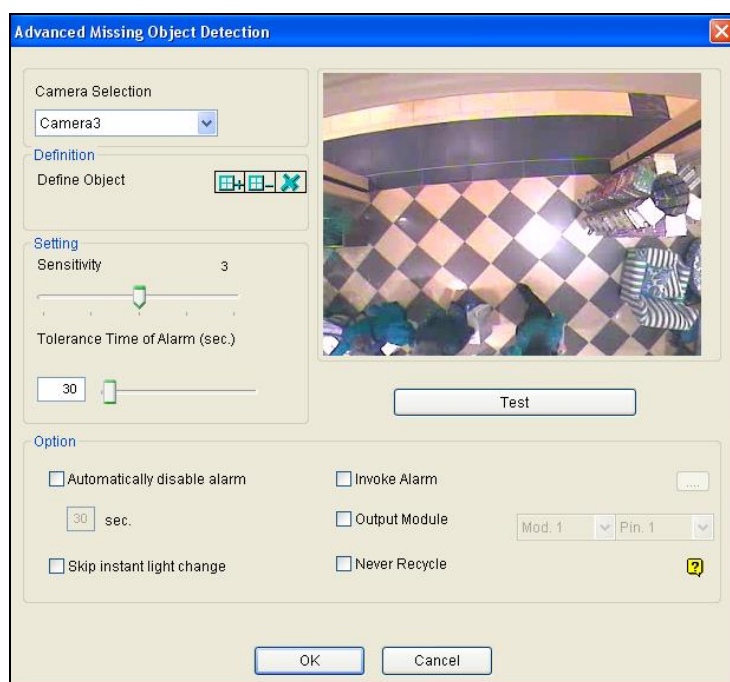 Advanced Missing Object Detection
Camera Selection
Camera3
Definition
Define Object
Setting
Sensitivity 3
Tolerance Time of Alarm (sec.)
30
Test
Option
Automatically disable alarm
30 sec.
Skip instant light change
Invoke Alarm
....
Output Module Mod. 1 Pin. 1
Never Recycle
?
OK Cancel